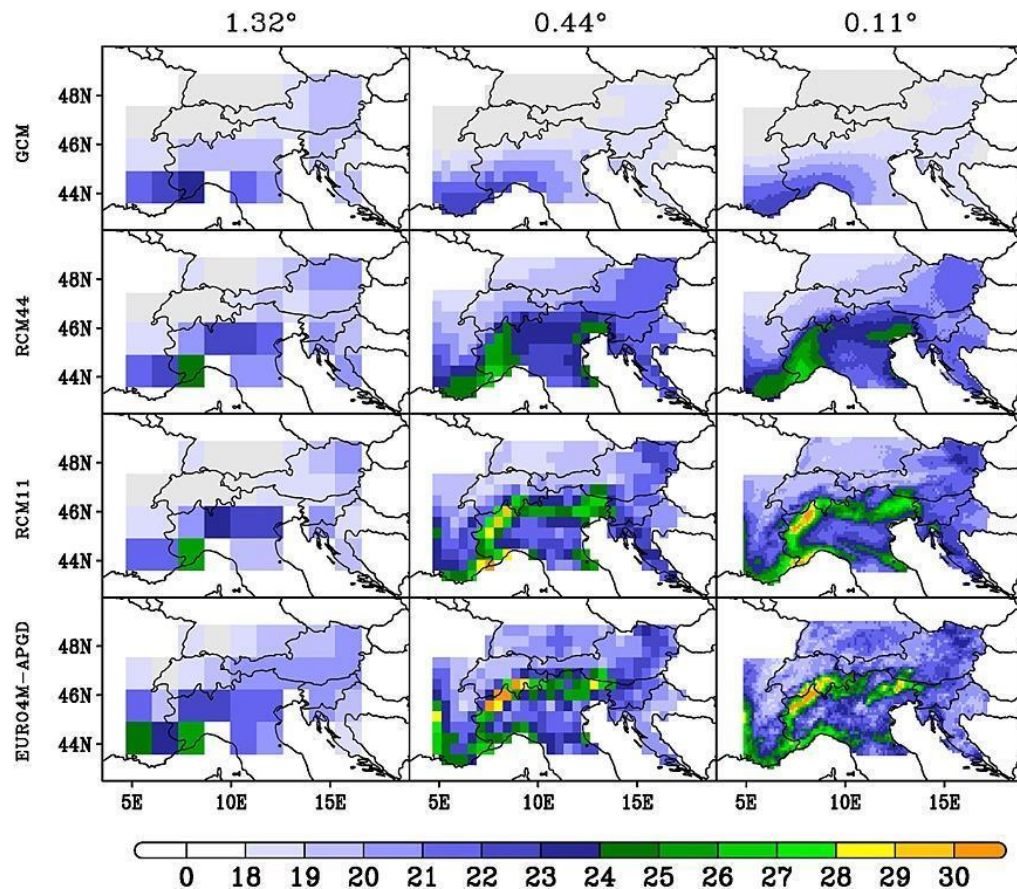 1.32° 0.44° 0.11°
GCM
48N
46N
44N
RCM44
48N
46N
44N
RCM11
48N
46N
44N
EURO4M-APGD
48N
46N
44N
5E 10E 15E 5E 10E 15E 5E 10E 15E
0 18 19 20 21 22 23 24 25 26 27 28 29 30